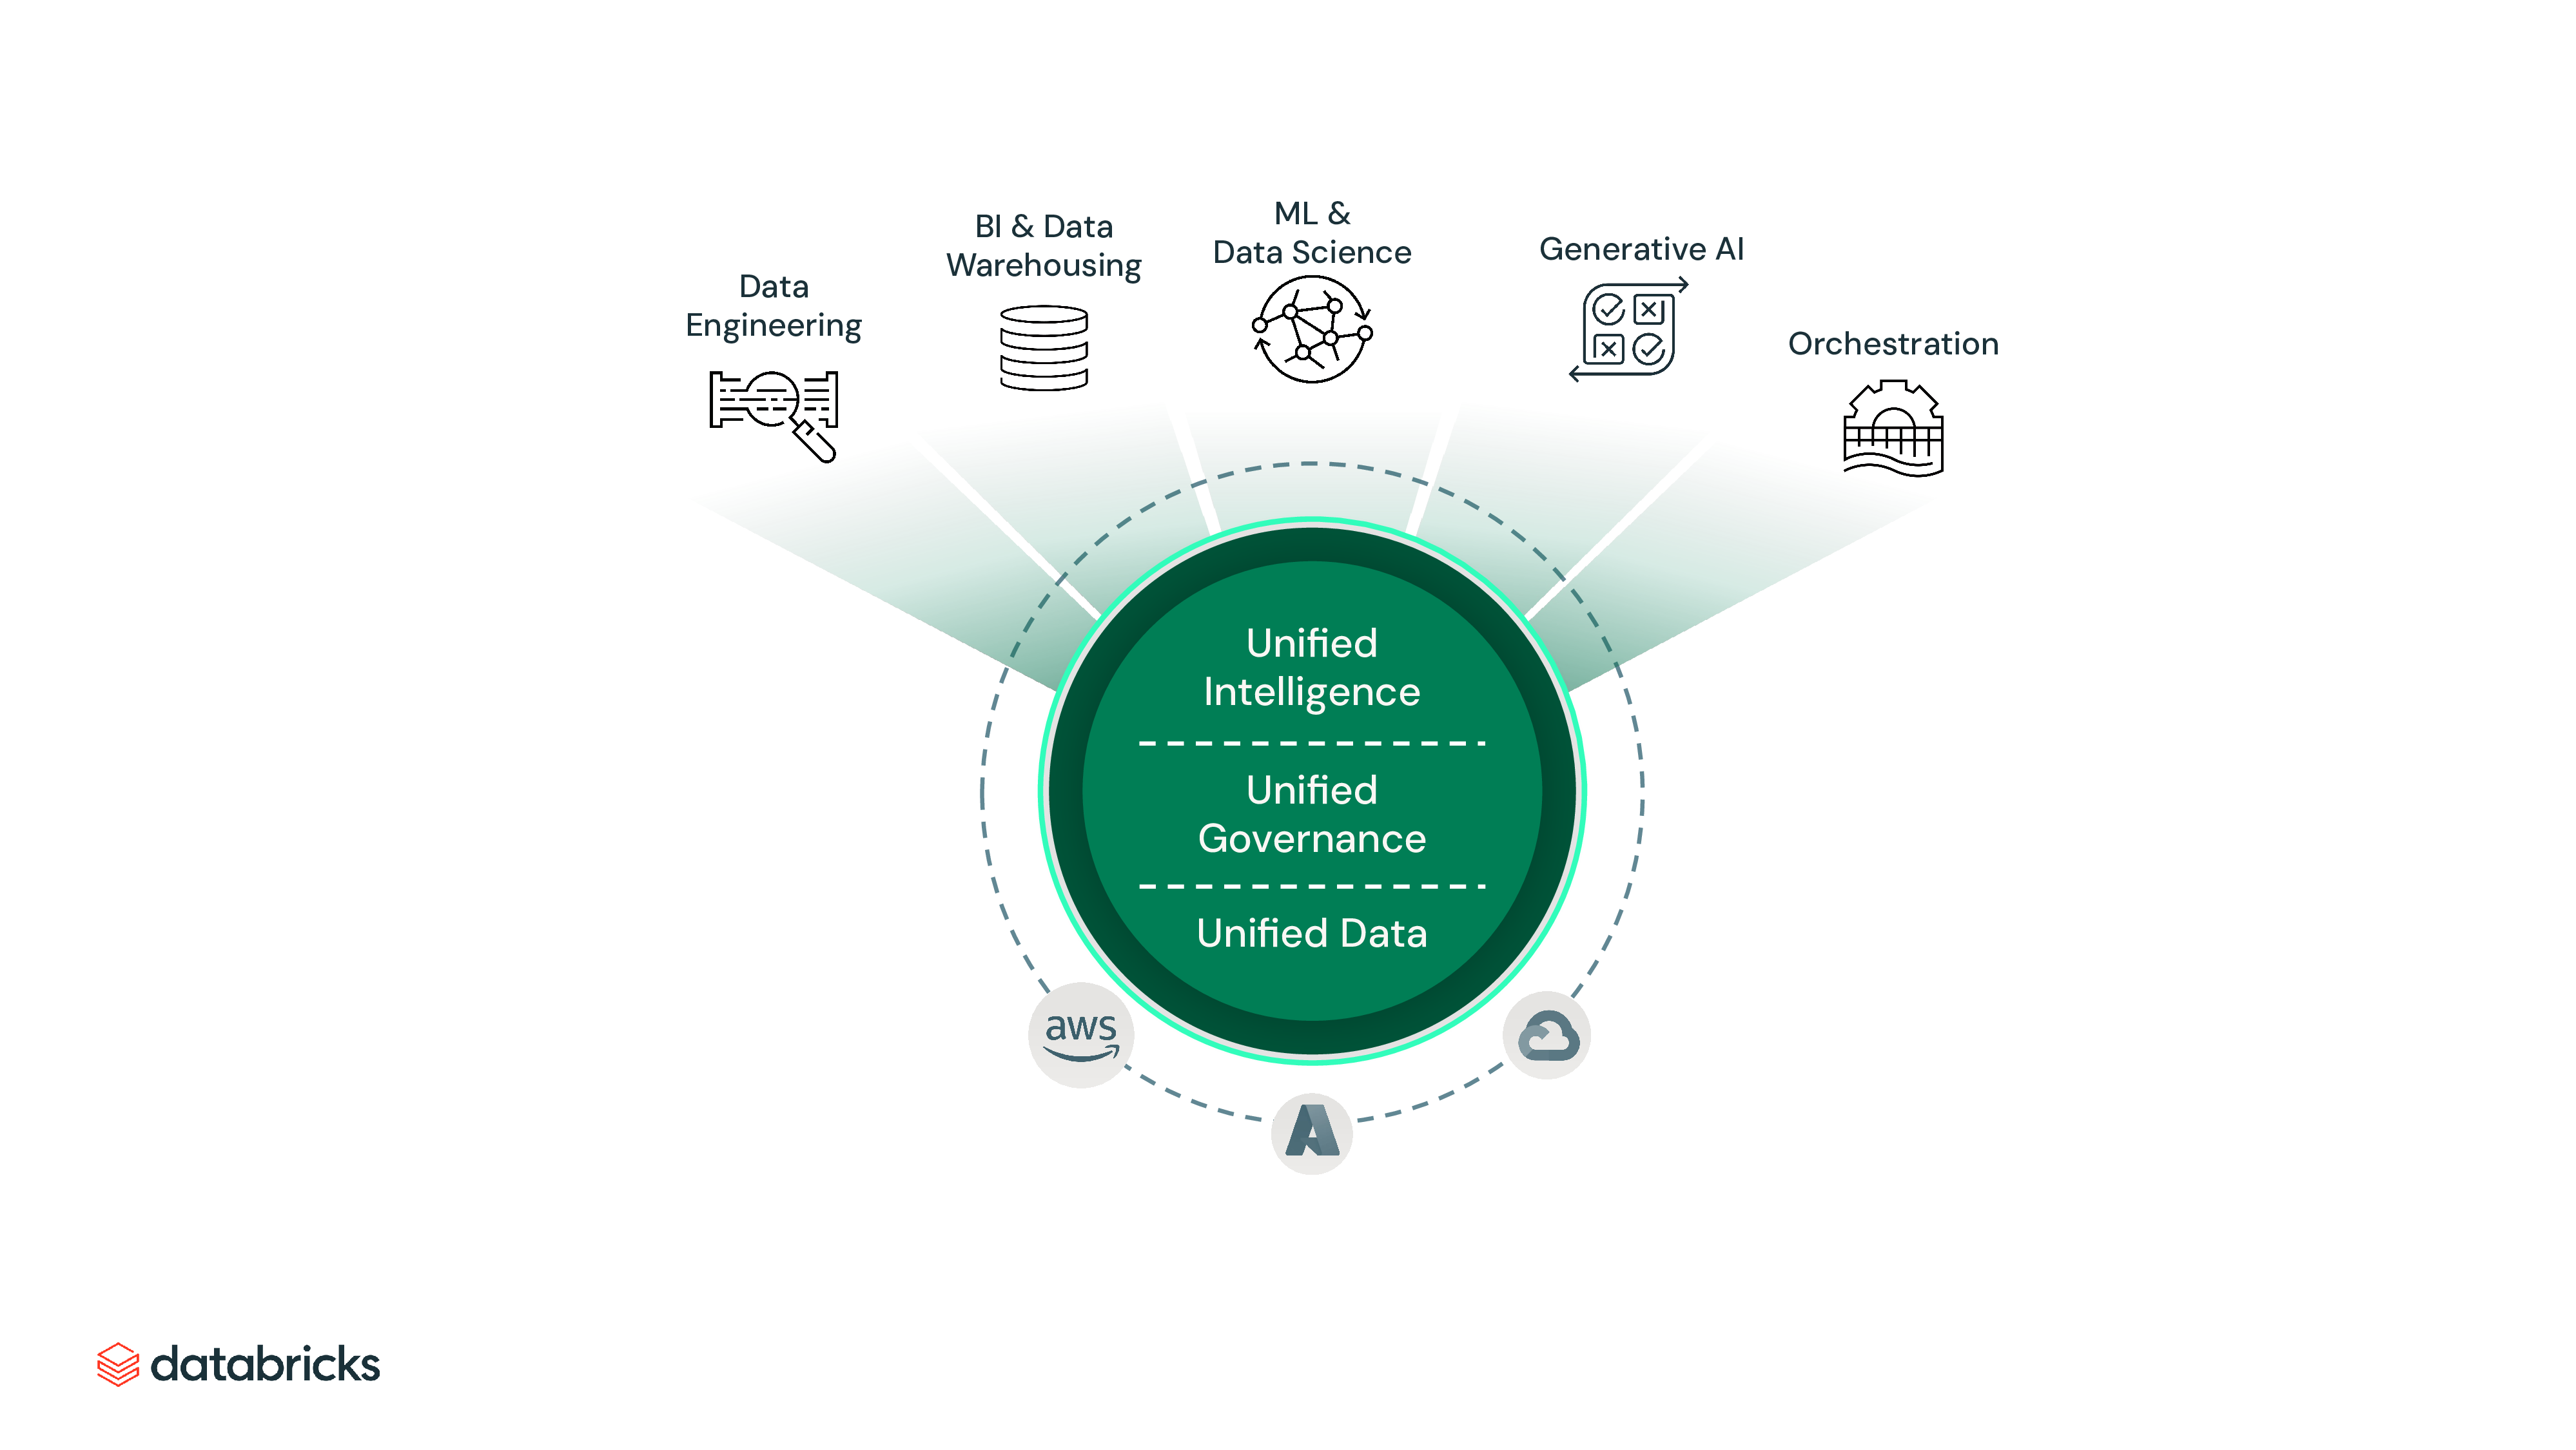 ML &
Data Science
BI & Data
Warehousing
Generative AI
Data
Engineering
Orchestration
Unified
Intelligence
Unified
Governance
Unified Data
aws
databricks